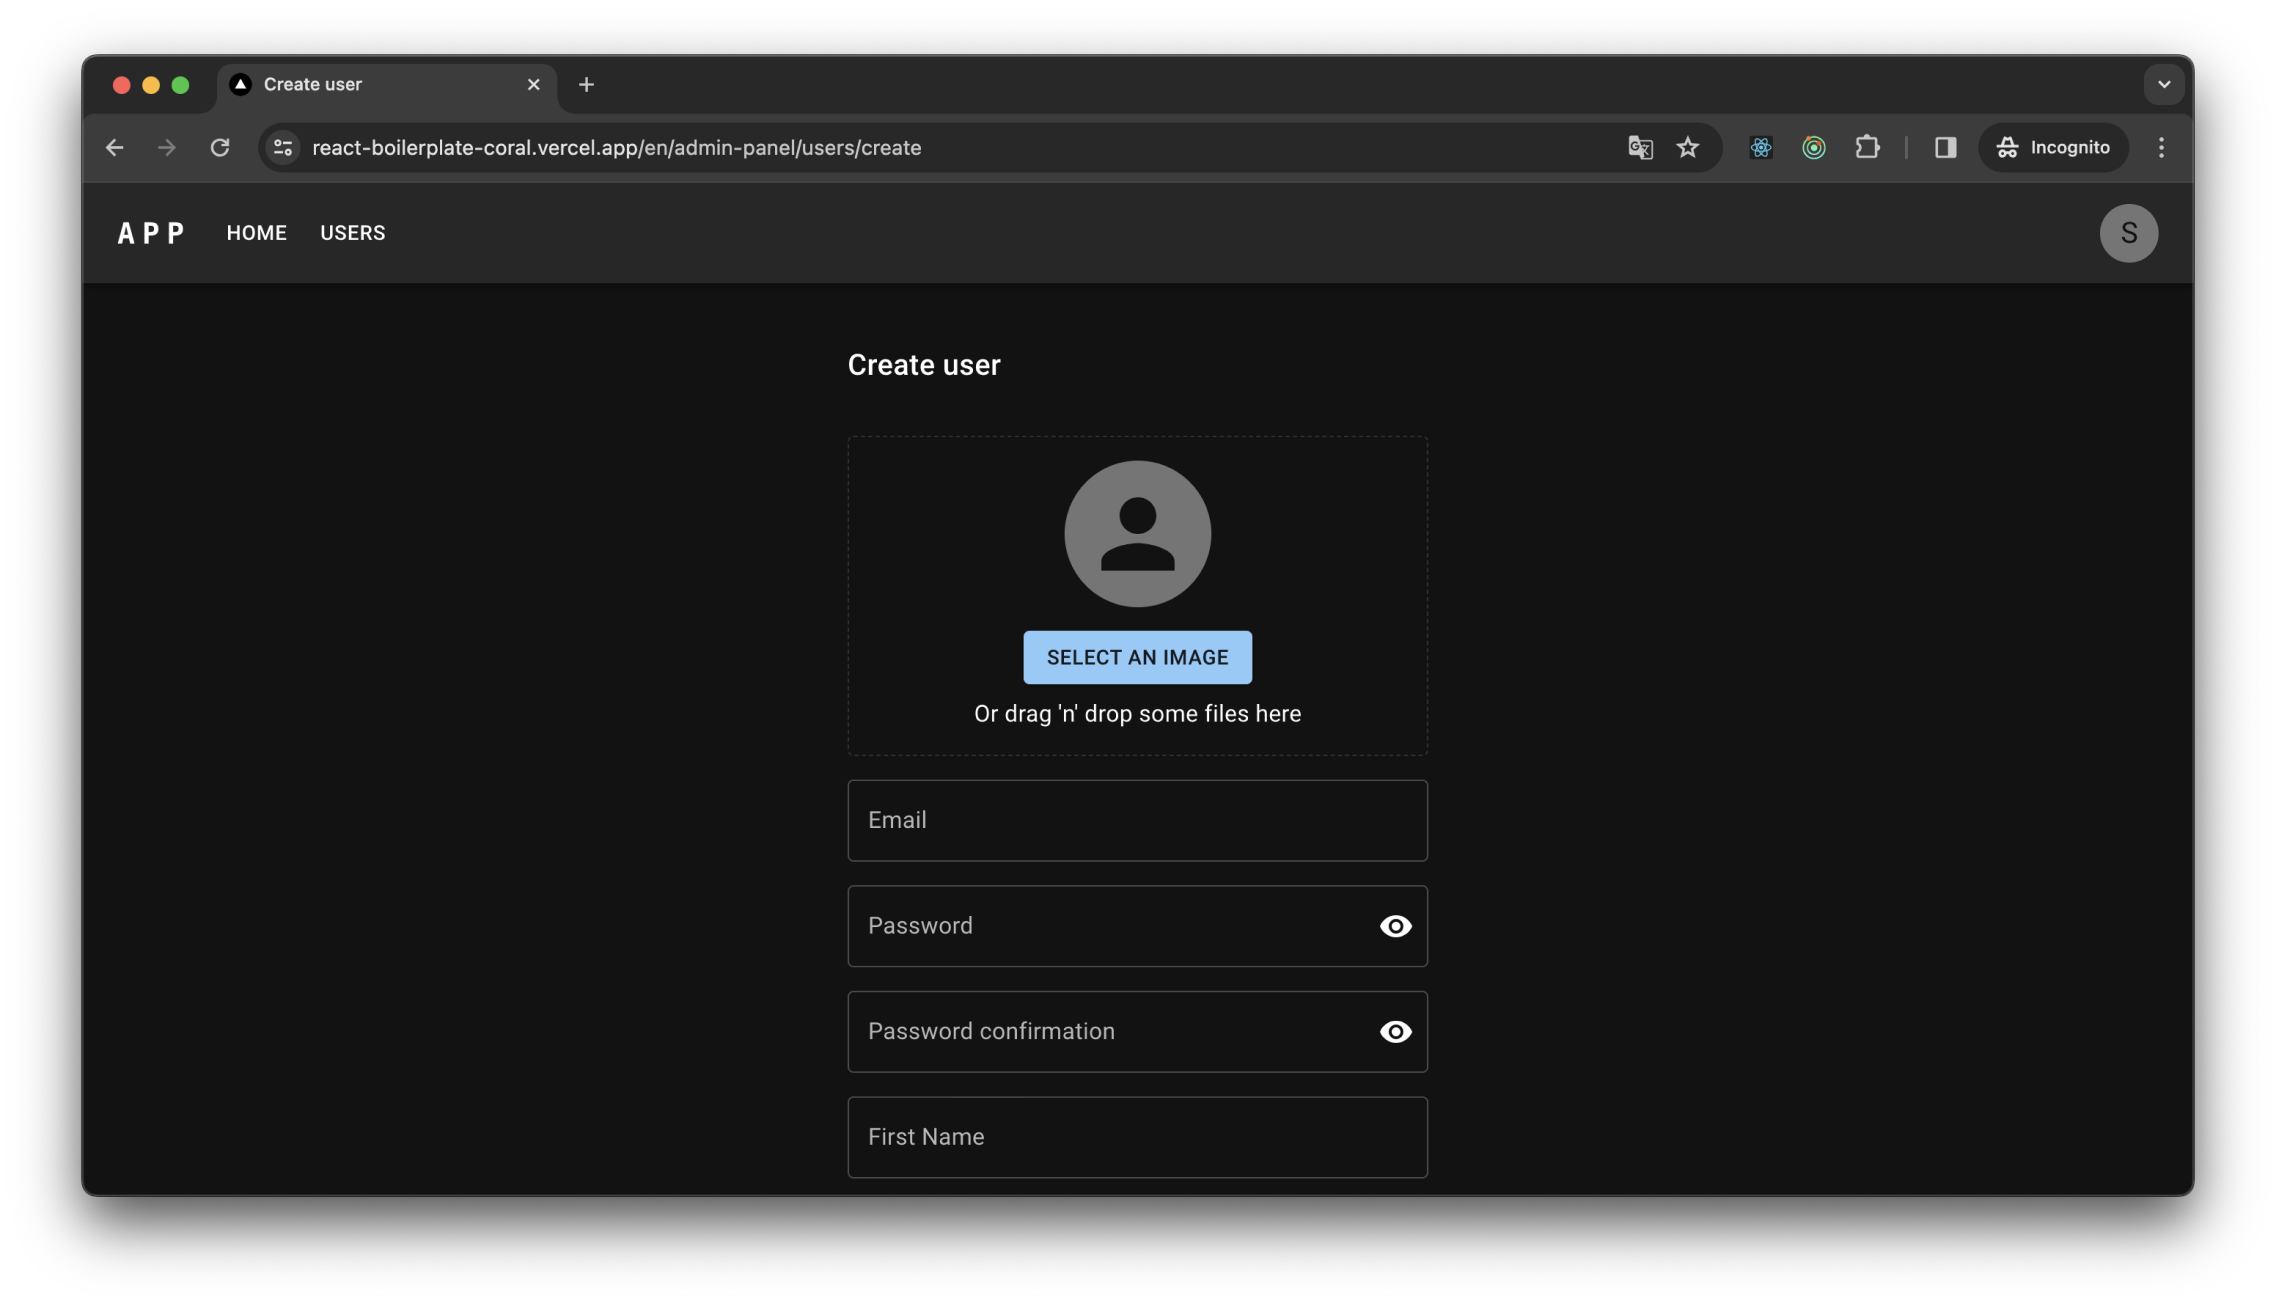 Create user
react-boilerplate-coral.vercel.app/en/admin-panel/users/create
Incognito
APP HOME USERS
S
Create user
SELECT AN IMAGE
Or drag 'n' drop some files here
Email
Password
Password confirmation
First Name